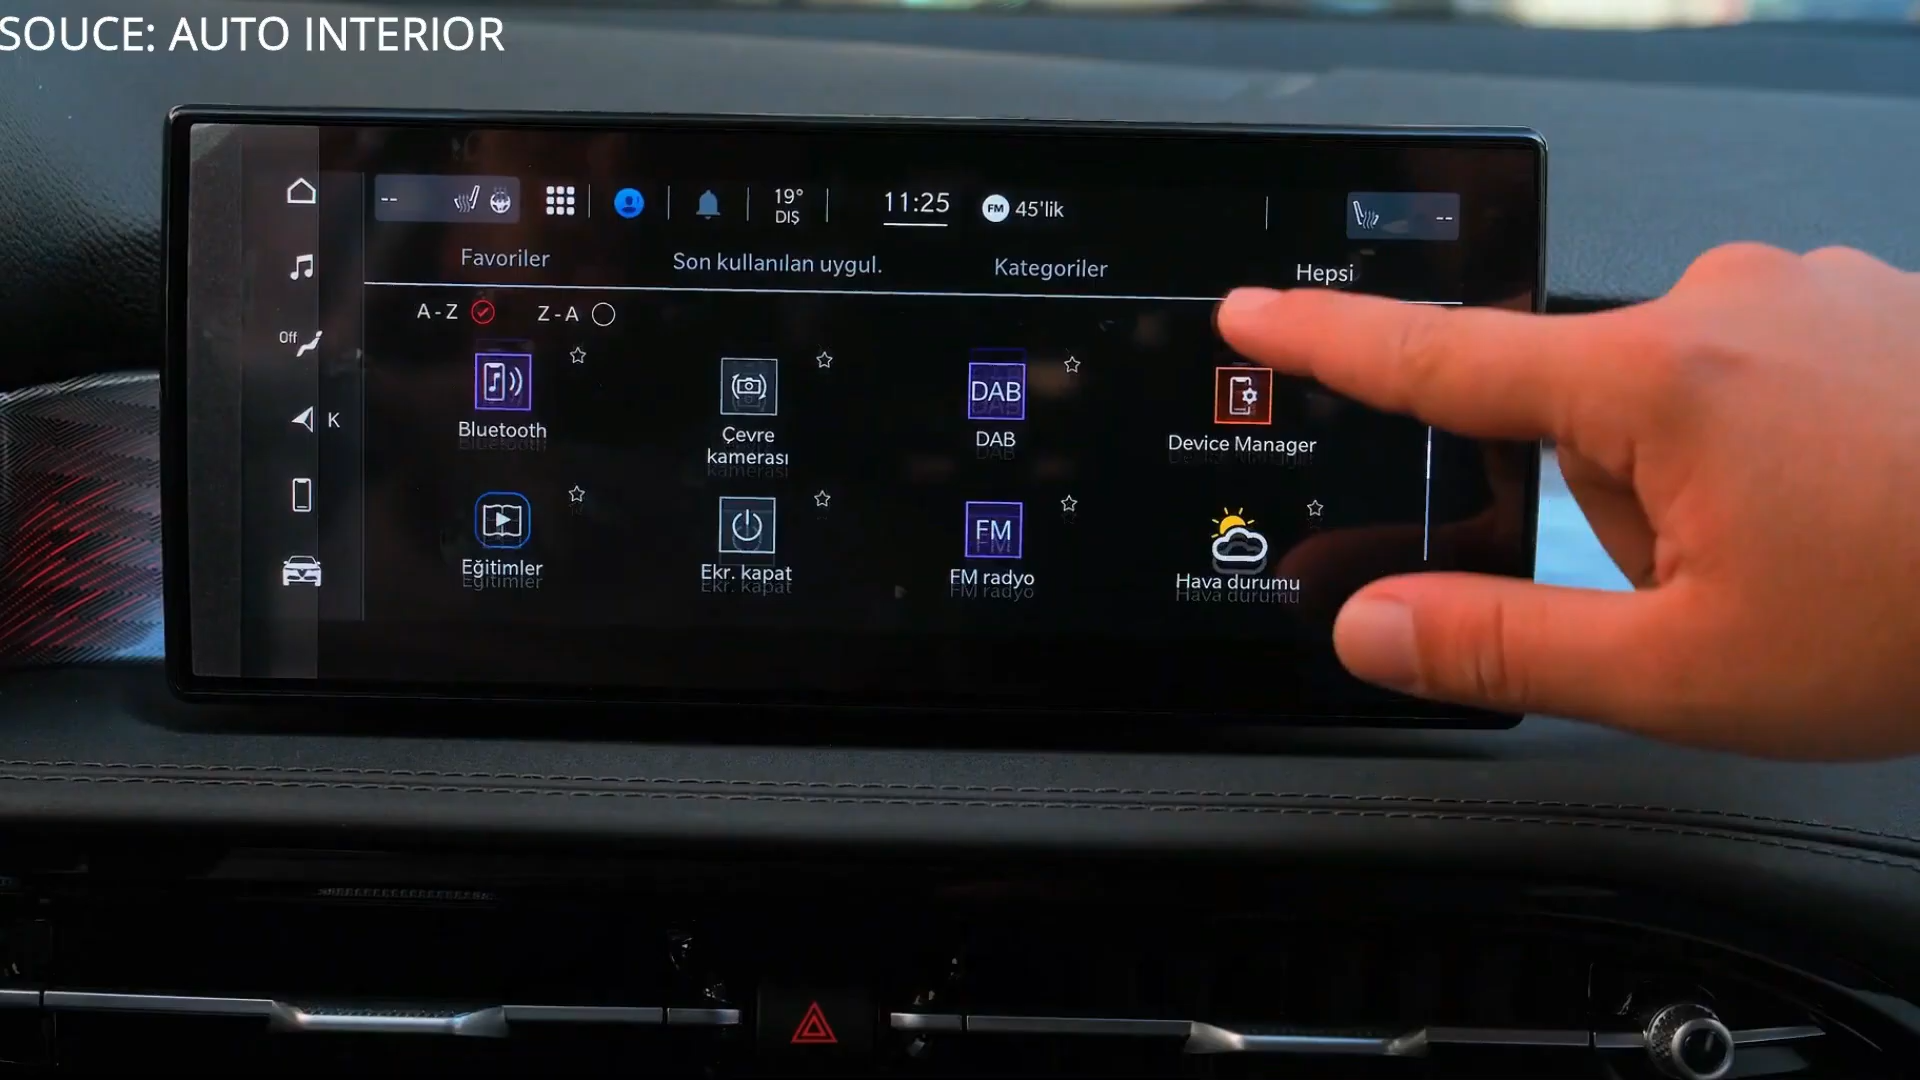 SOUCE: AUTO INTERIOR
-- 19° 11:25 FM 45'lik --
DIŞ
Favoriler Son kullanılan uygul. Kategoriler Hepsi
A - Z Z - A
Off
K
DAB
Bluetooth Çevre kamerası DAB Device Manager
FM
Eğitimler Ekr. kapat FM radyo Hava durumu